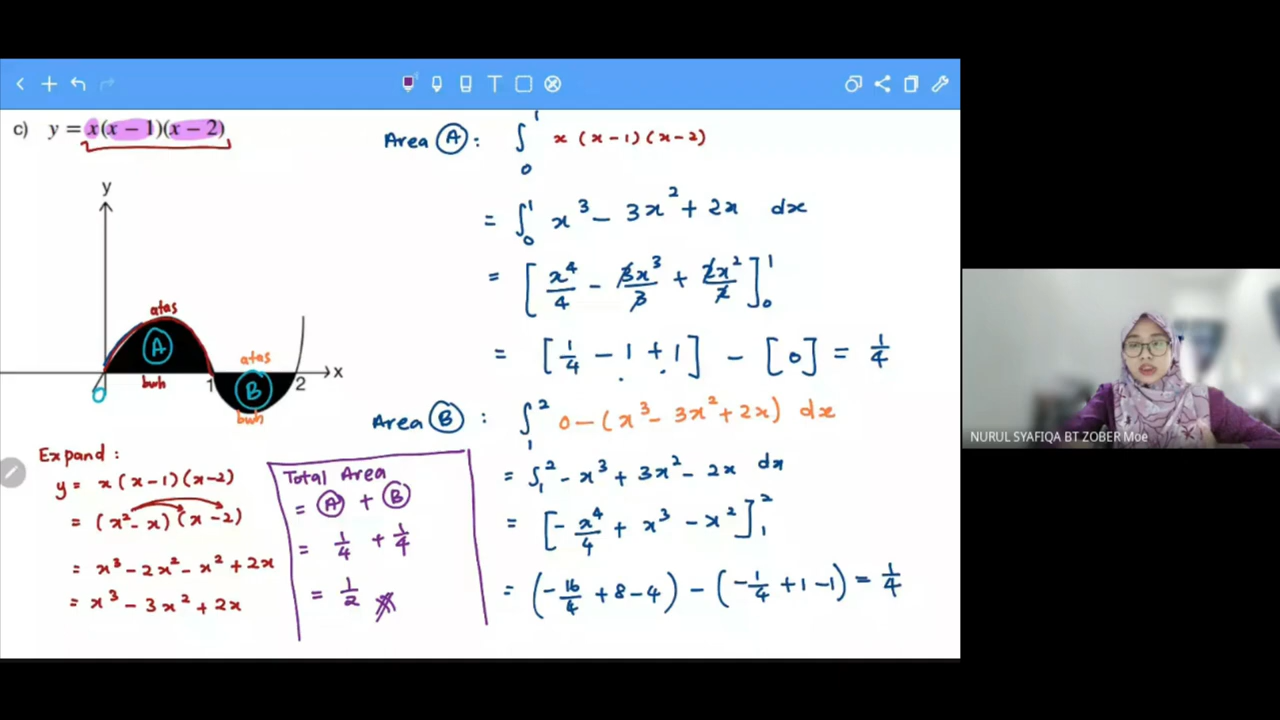 c) y = x(x − 1)(x − 2)
y
atas
A
bwh
O
1
atas
B
bwh
2
x
Expand :
y = x (x−1) (x−2)
= (x² − x) (x − 2)
= x³ − 2x² − x² + 2x
= x³ − 3x² + 2x
Total Area
= A + B
= 1/4 + 1/4
= 1/2
Area A : ∫₀¹ x (x−1) (x−2)
= ∫₀¹ x³ − 3x² + 2x dx
= [x⁴/4 − 3x³/3 + 2x²/2]₀¹
= [1/4 − 1 + 1] − [0] = 1/4
Area B : ∫₁² 0 − (x³ − 3x² + 2x) dx
= ∫₁² − x³ + 3x² − 2x dx
= [− x⁴/4 + x³ − x²]₁²
= (− 16/4 + 8 − 4) − (− 1/4 + 1 − 1) = 1/4
T
NURUL SYAFIQA BT ZOBER Moe